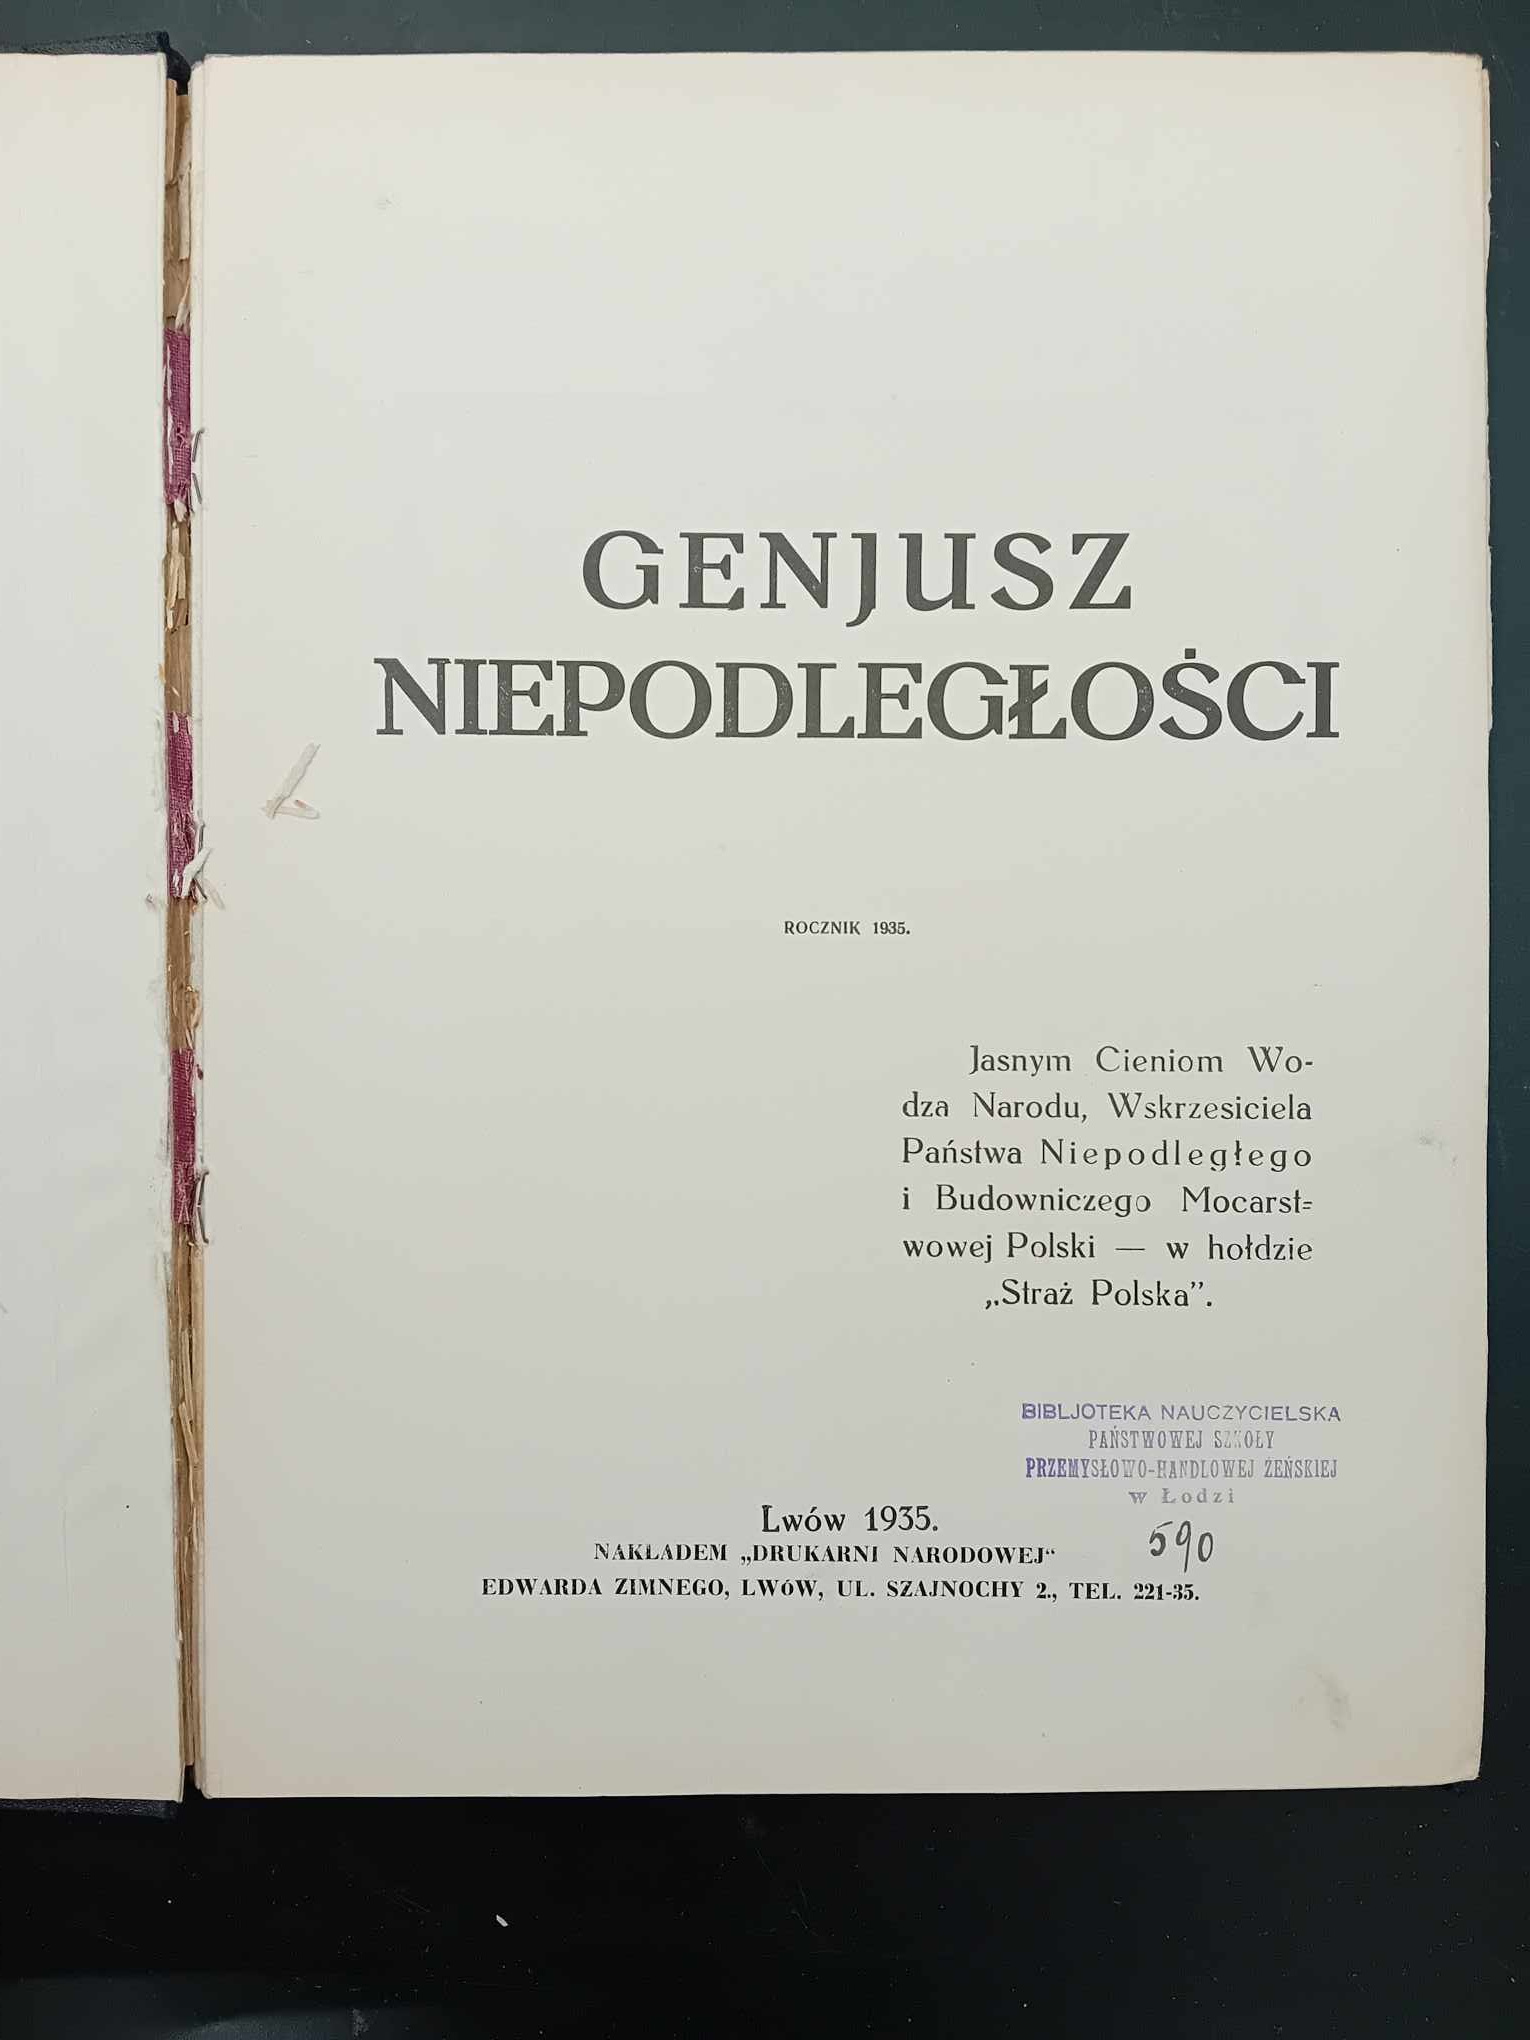 GENJUSZ
NIEPODLEGŁOŚCI
ROCZNIK 1935.
Jasnym Cieniom Wo-
dza Narodu, Wskrzesiciela
Państwa Niepodległego
i Budowniczego Mocarst=
wowej Polski — w hołdzie
„Straż Polska”.
BIBLJOTEKA NAUCZYCIELSKA
PAŃSTWOWEJ SZKOŁY
PRZEMYSŁOWO-HANDLOWEJ ŻEŃSKIEJ
w Łodzi
590
Lwów 1935.
NAKŁADEM „DRUKARNI NARODOWEJ“
EDWARDA ZIMNEGO, LWóW, UL. SZAJNOCHY 2., TEL. 221-35.